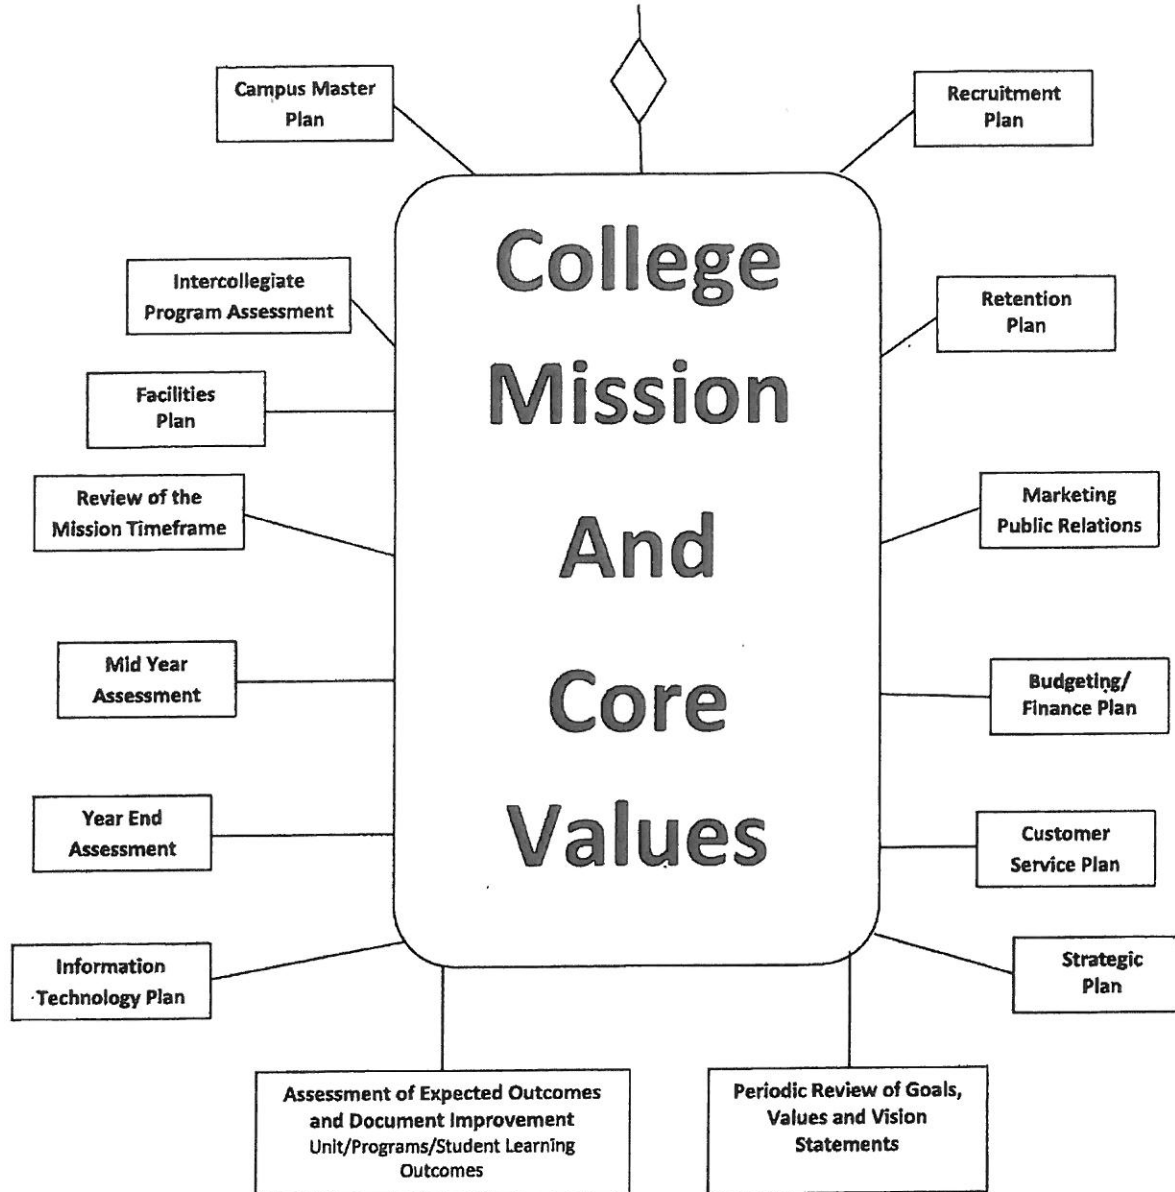 Campus Master
Plan
Recruitment
Plan
College
Mission
And
Core
Values
Intercollegiate
Program Assessment
Retention
Plan
Facilities
Plan
Review of the
Mission Timeframe
Marketing
Public Relations
Mid Year
Assessment
Budgeting/
Finance Plan
Year End
Assessment
Customer
Service Plan
Information
Technology Plan
Strategic
Plan
Assessment of Expected Outcomes
and Document Improvement
Unit/Programs/Student Learning
Outcomes
Periodic Review of Goals,
Values and Vision
Statements